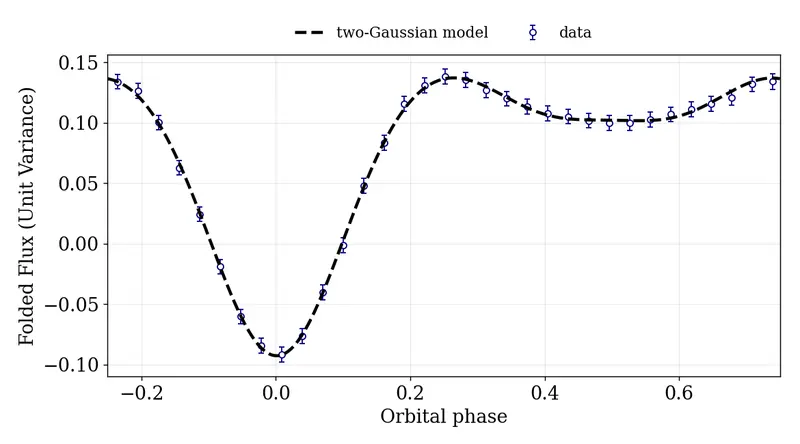 two-Gaussian model
data
Folded Flux (Unit Variance)
0.15
0.10
0.05
0.00
−0.05
−0.10
−0.2
0.0
0.2
0.4
0.6
Orbital phase